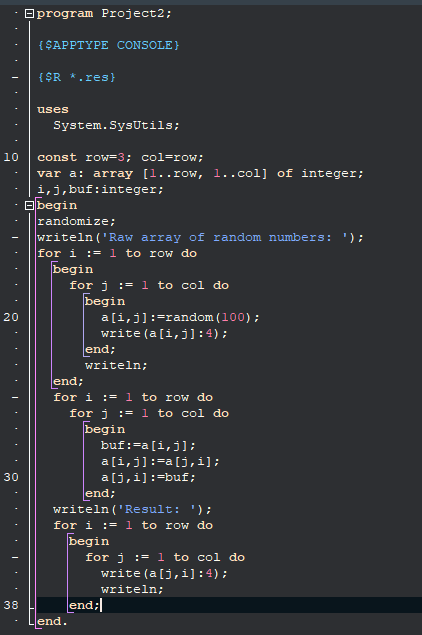 program Project2;
{$APPTYPE CONSOLE}
{$R *.res}
uses
System.SysUtils;
10 const row=3; col=row;
var a: array [1..row, 1..col] of integer;
i,j,buf:integer;
begin
randomize;
writeln('Raw array of random numbers: ');
for i := 1 to row do
begin
for j := 1 to col do
begin
20 a[i,j]:=random(100);
write(a[i,j]:4);
end;
writeln;
end;
for i := 1 to row do
for j := 1 to col do
begin
buf:=a[i,j];
a[i,j]:=a[j,i];
30 a[j,i]:=buf;
end;
writeln('Result: ');
for i := 1 to row do
begin
for j := 1 to col do
write(a[j,i]:4);
writeln;
38 end;
end.